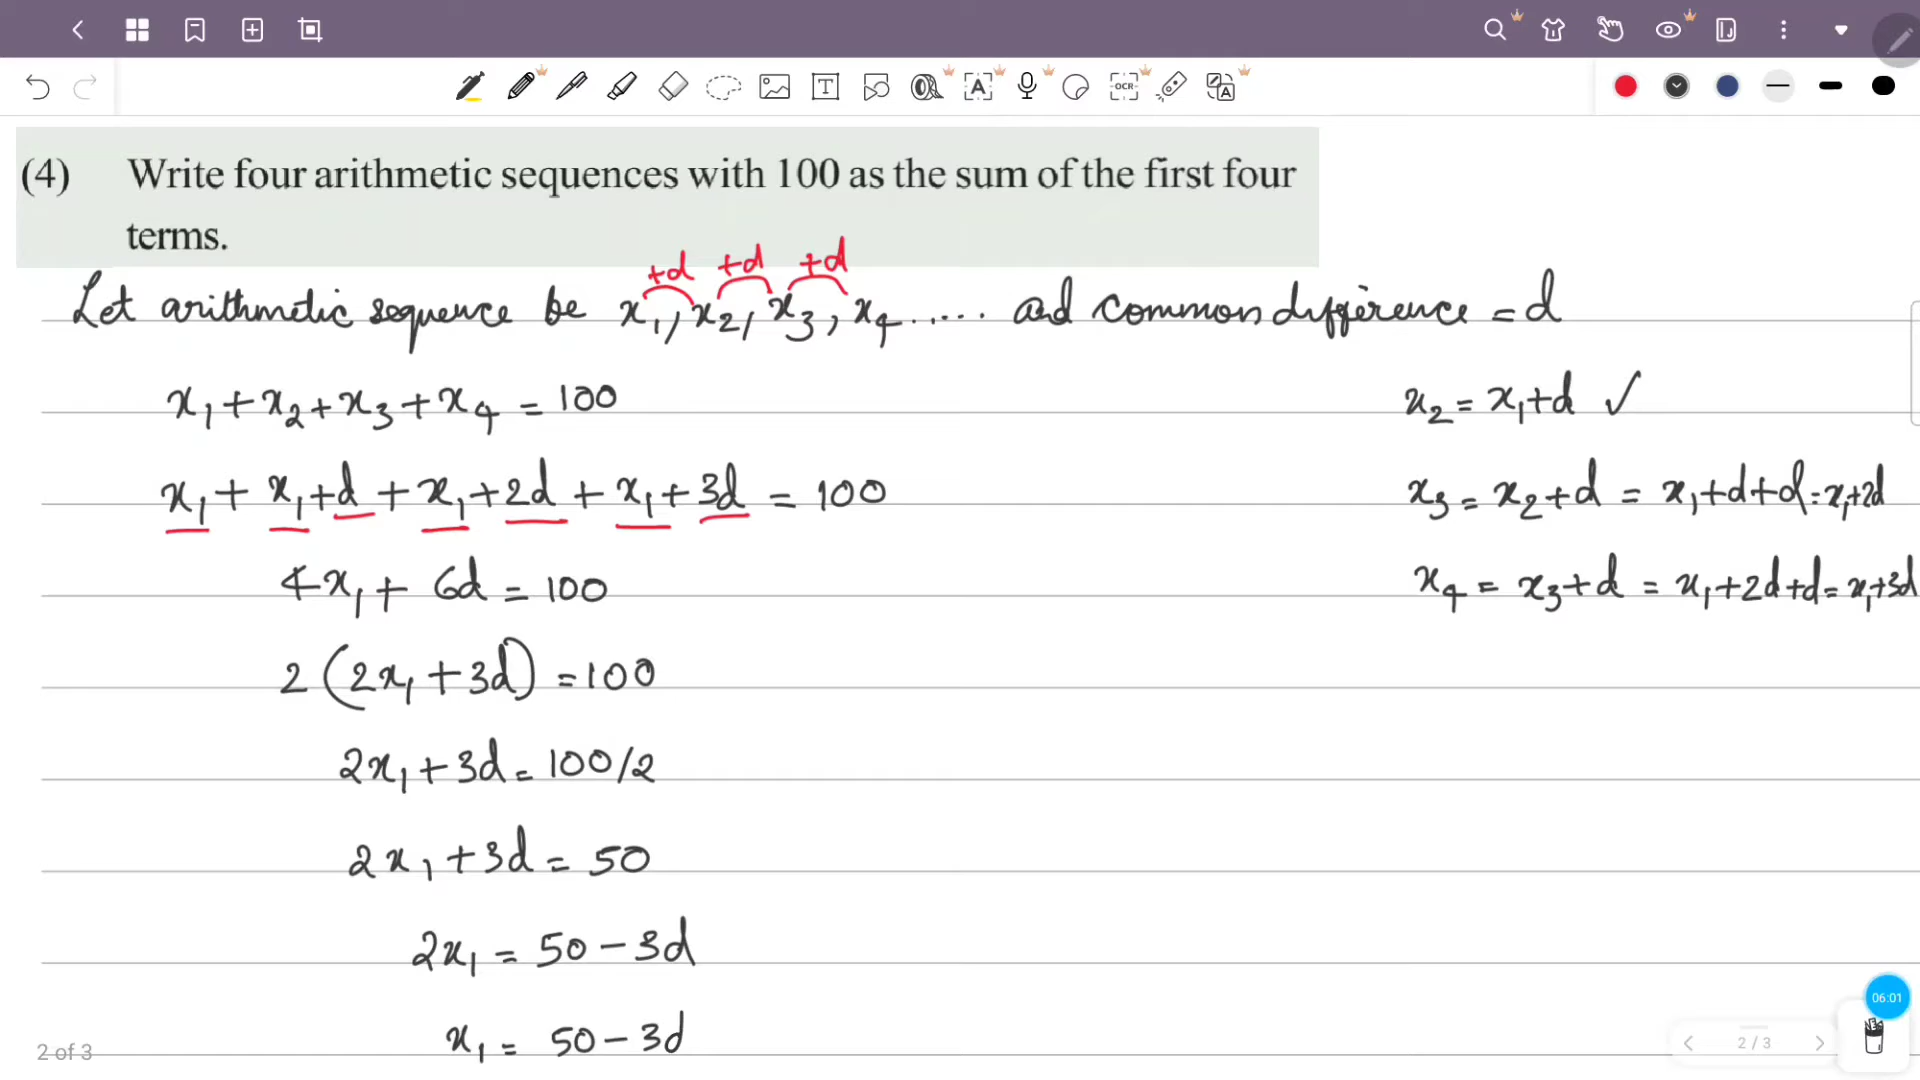 (4) Write four arithmetic sequences with 100 as the sum of the first four
terms.
+d +d +d
Let arithmetic sequence be x₁, x₂, x₃, x₄ ..... and common difference = d
x₁ + x₂ + x₃ + x₄ = 100
x₂ = x₁+d ✓
x₁ + x₁+d + x₁+2d + x₁+3d = 100
x₃ = x₂+d = x₁+d+d = x₁+2d
4x₁ + 6d = 100
x₄ = x₃+d = x₁+2d+d = x₁+3d
2(2x₁ + 3d) = 100
2x₁ + 3d = 100/2
2x₁ + 3d = 50
2x₁ = 50 – 3d
x₁ = 50 – 3d
06:01
2 of 3
2 / 3
OCR
T
A
A